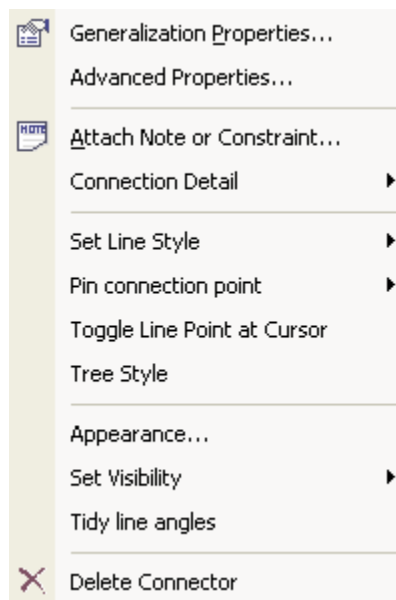 Generalization Properties...
Advanced Properties...
NOTE
Attach Note or Constraint...
Connection Detail
Set Line Style
Pin connection point
Toggle Line Point at Cursor
Tree Style
Appearance...
Set Visibility
Tidy line angles
Delete Connector